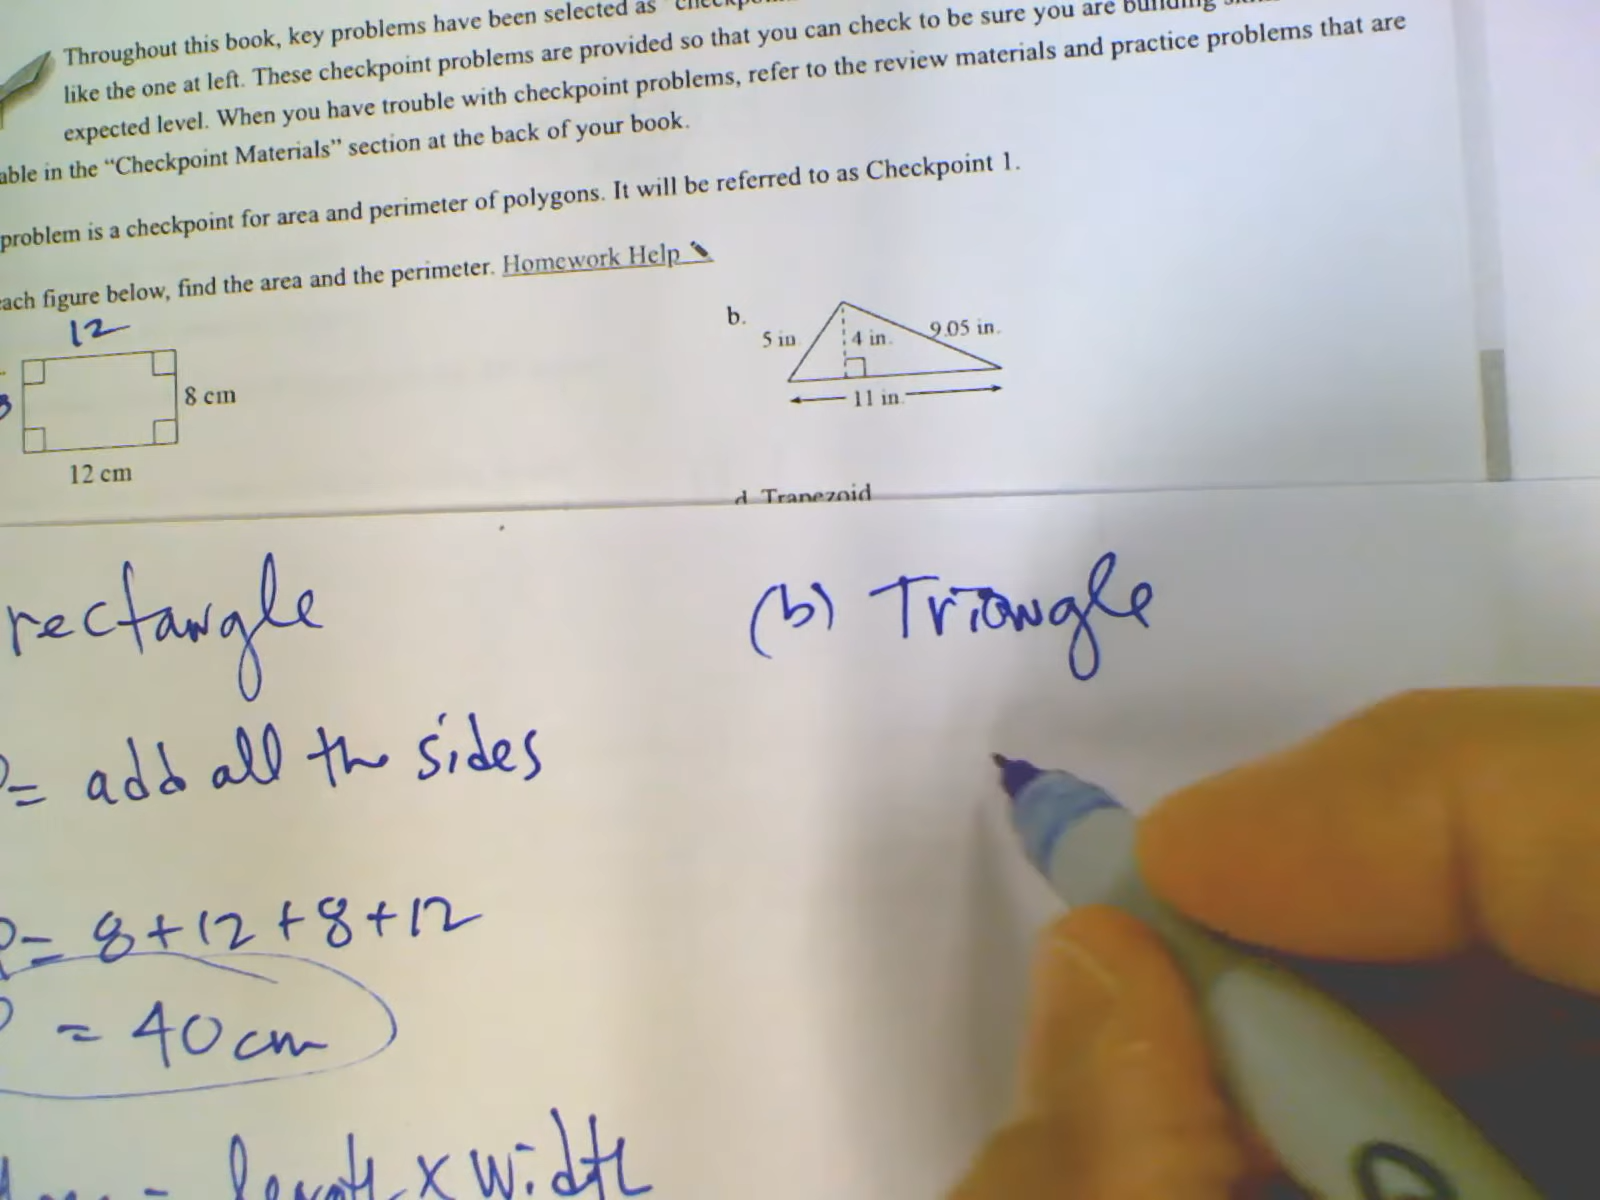 Throughout this book, key problems have been selected as
like the one at left. These checkpoint problems are provided so that you can check to be sure you are building
expected level. When you have trouble with checkpoint problems, refer to the review materials and practice problems that are
able in the “Checkpoint Materials” section at the back of your book.
problem is a checkpoint for area and perimeter of polygons. It will be referred to as Checkpoint 1.
each figure below, find the area and the perimeter. Homework Help
12
8 cm
12 cm
b.
5 in
4 in.
9.05 in.
11 in.
d. Trapezoid
rectangle
= add all the sides
P= 8+12+8+12
= 40cm
= length x width
(b) Triangle